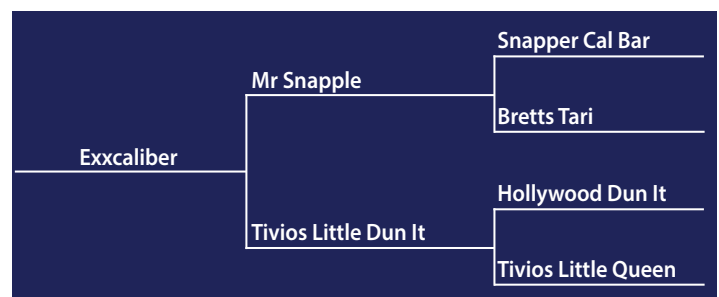 Snapper Cal Bar
Mr Snapple
Bretts Tari
Exxcaliber
Hollywood Dun It
Tivios Little Dun It
Tivios Little Queen